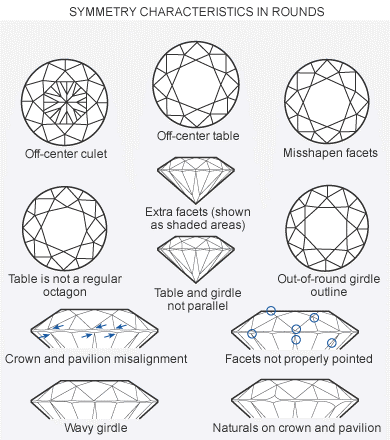 SYMMETRY CHARACTERISTICS IN ROUNDS
Off-center culet
Off-center table
Misshapen facets
Extra facets (shown
as shaded areas)
Table is not a regular
octagon
Table and girdle
not parallel
Out-of-round girdle
outline
Crown and pavilion misalignment
Facets not properly pointed
Wavy girdle
Naturals on crown and pavilion